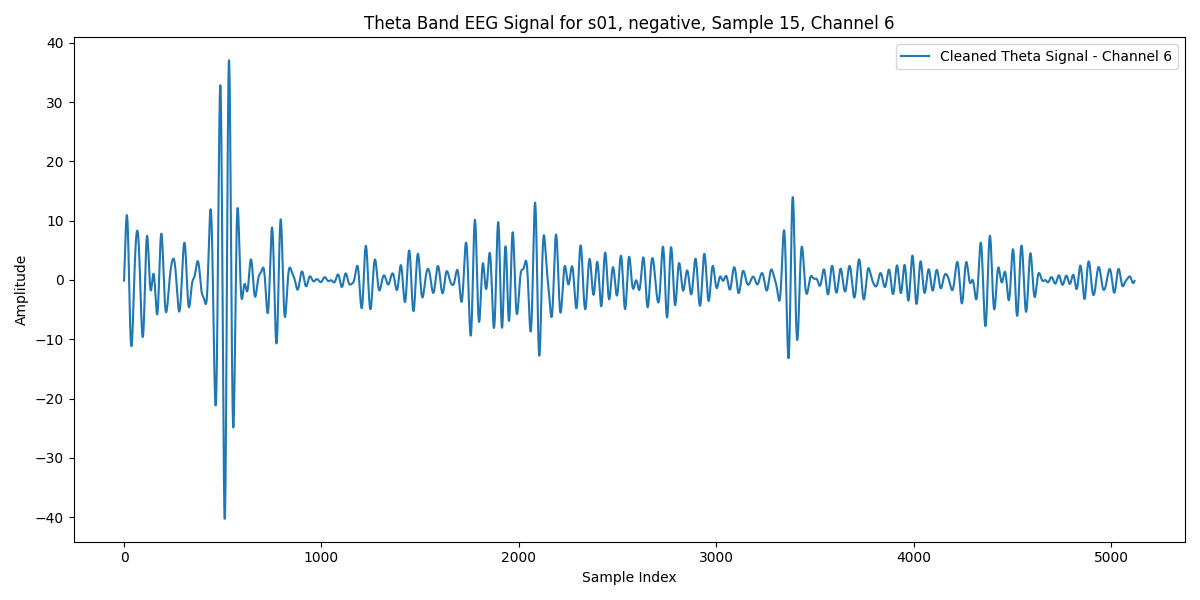 Theta Band EEG Signal for s01, negative, Sample 15, Channel 6
Cleaned Theta Signal - Channel 6
Amplitude
40
30
20
10
0
−10
−20
−30
−40
0 1000 2000 3000 4000 5000
Sample Index